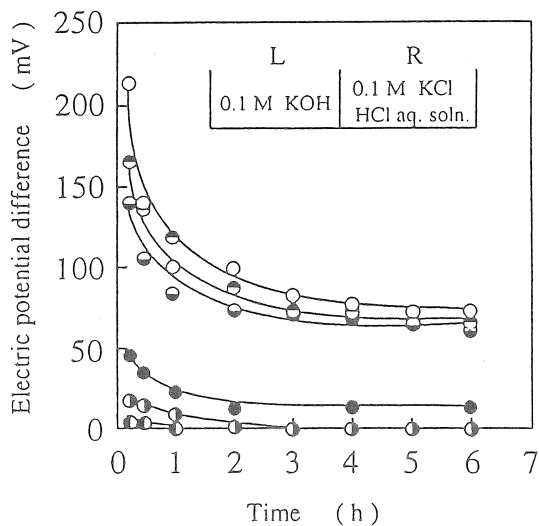 Electric potential difference (mV)
250
200
150
100
50
0
L R
0.1 M KOH
0.1 M KCl
HCl aq. soln.
0 1 2 3 4 5 6 7
Time (h)